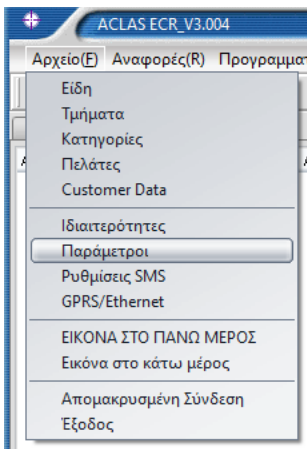 ACLAS ECR_V3.004
Αρχείο(F) Αναφορές(R)
Είδη
Τμήματα
Κατηγορίες
Πελάτες
Customer Data
Ιδιαιτερότητες
Παράμετροι
Ρυθμίσεις SMS
GPRS/Ethernet
ΕΙΚΟΝΑ ΣΤΟ ΠΑΝΩ ΜΕΡΟΣ
Εικόνα στο κάτω μέρος
Απομακρυσμένη Σύνδεση
Έξοδος